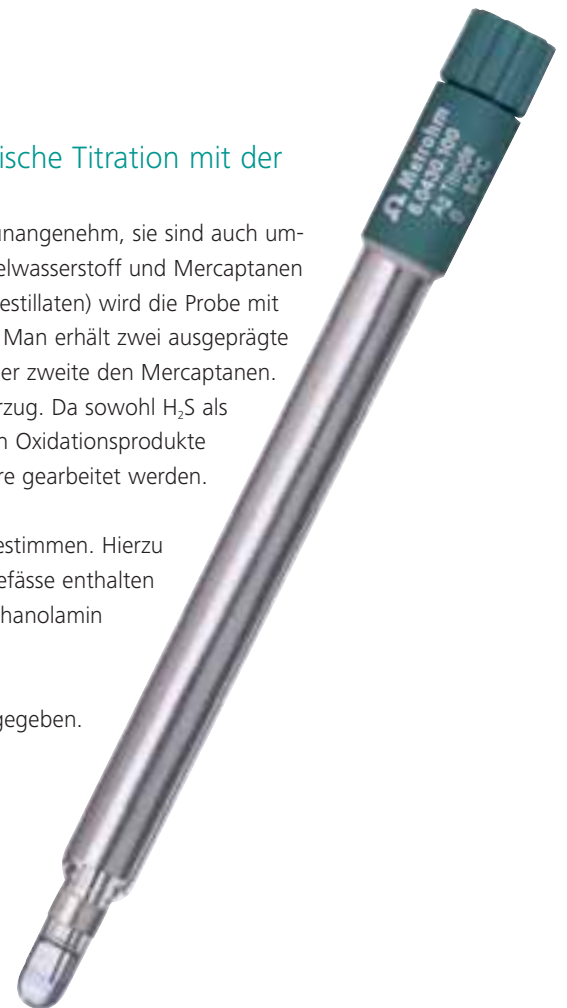 ische Titration mit der
unangenehm, sie sind auch um-
elwasserstoff und Mercaptanen
estillaten) wird die Probe mit
Man erhält zwei ausgeprägte
er zweite den Mercaptanen.
rzug. Da sowohl H₂S als
n Oxidationsprodukte
re gearbeitet werden.
estimmen. Hierzu
efässe enthalten
hanolamin
gegeben.
Metrohm
6.0430.100
Ag Titrode
80°C